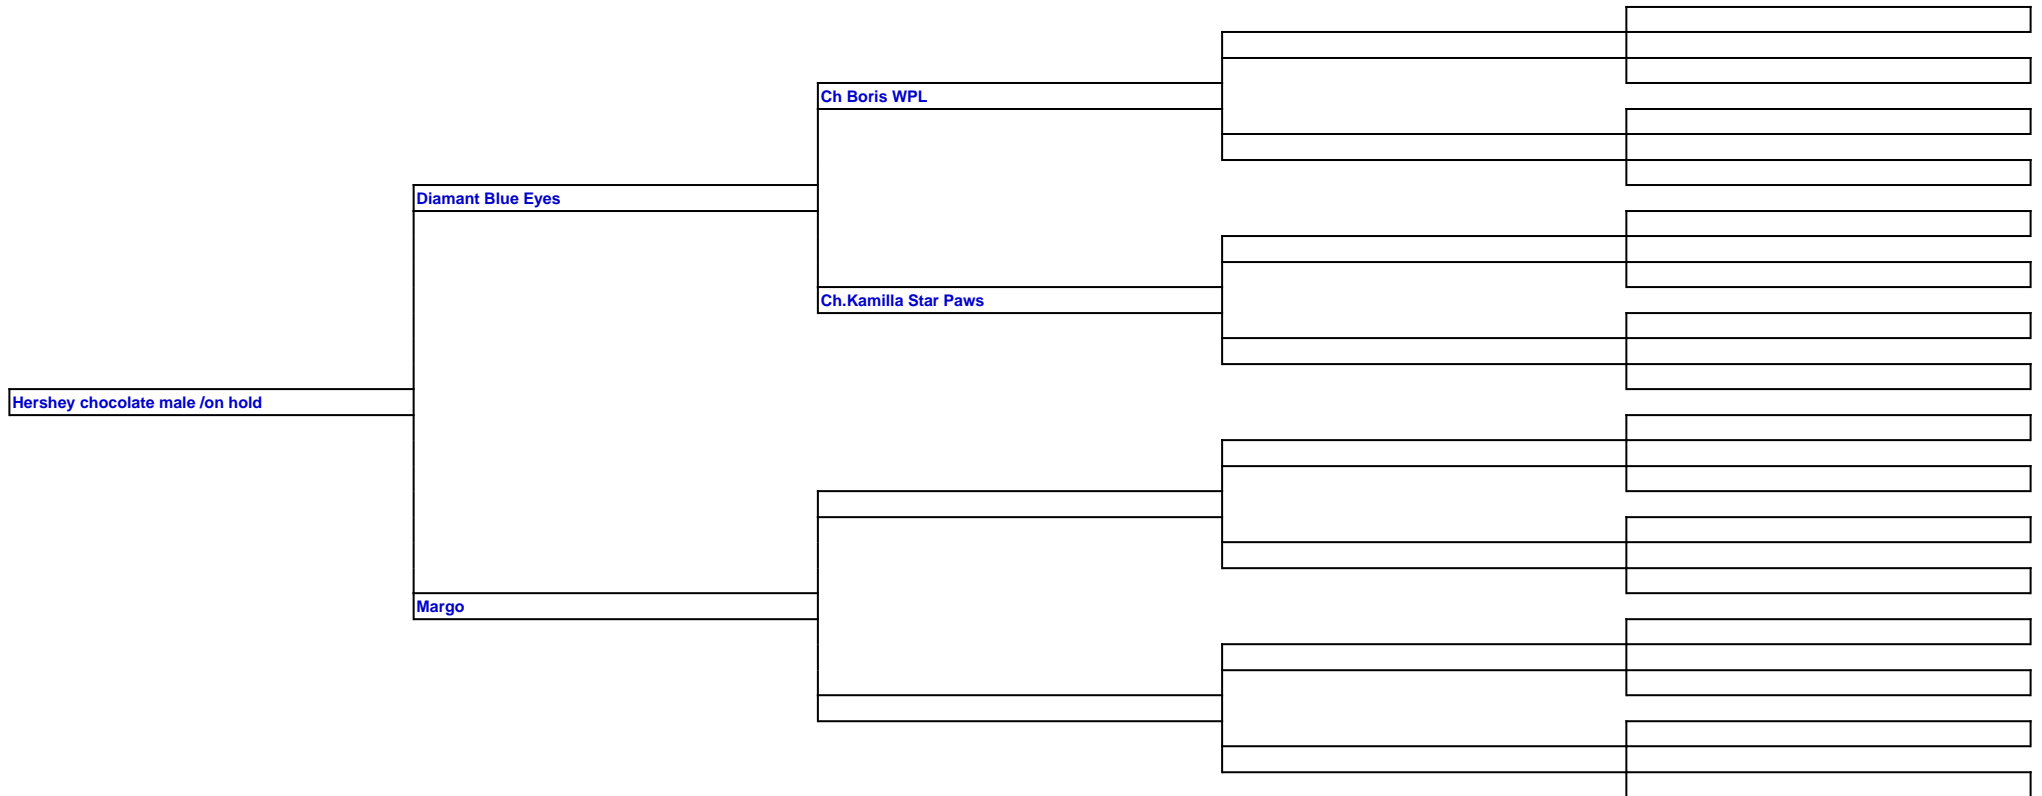 Ch Boris WPL
Diamant Blue Eyes
Ch.Kamilla Star Paws
Hershey chocolate male /on hold
Margo